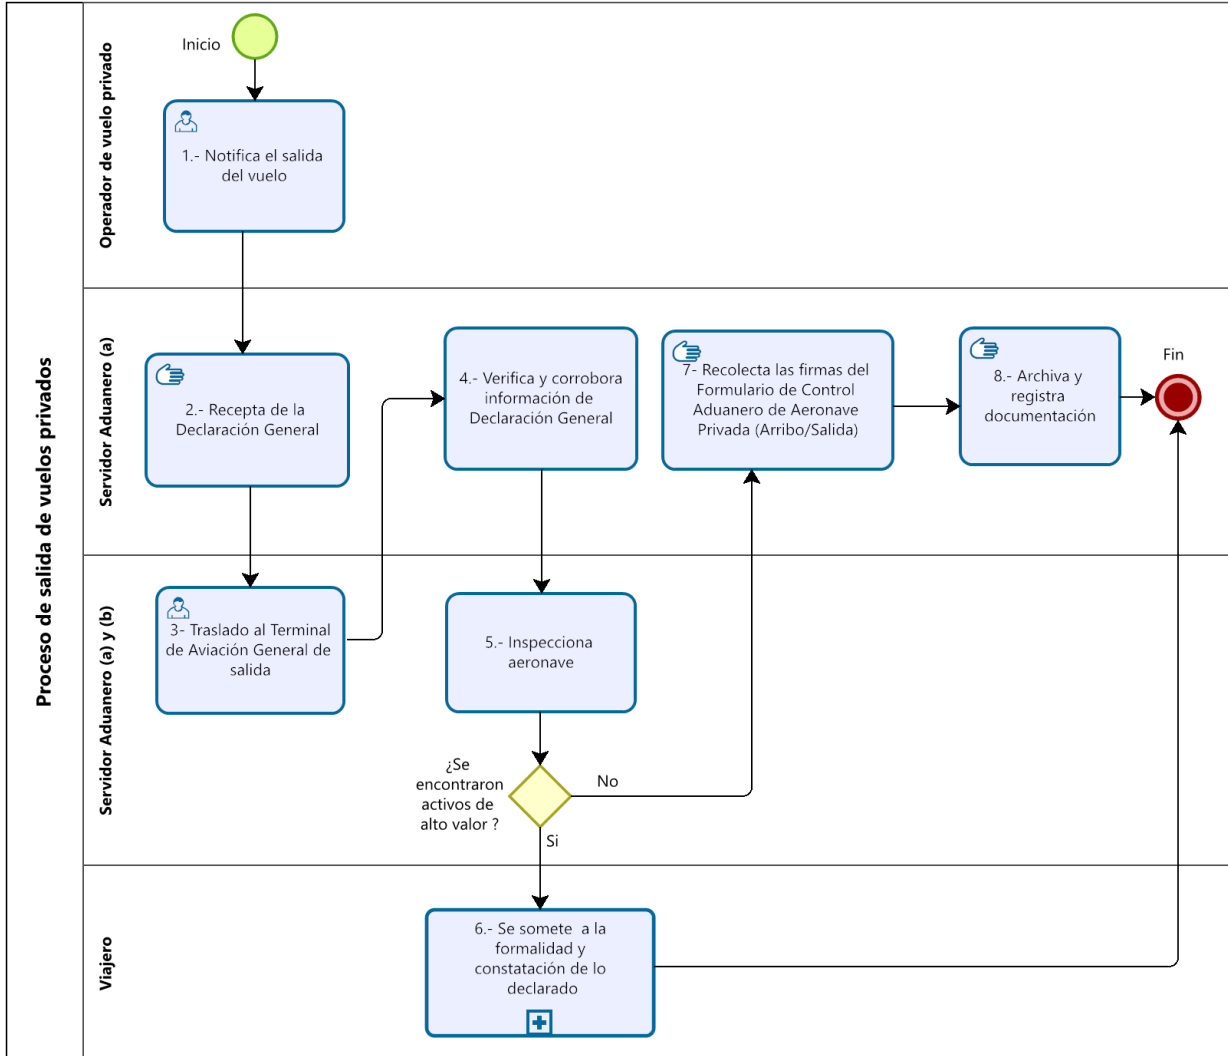 Proceso de salida de vuelos privados
Operador de vuelo privado
Inicio
1.- Notifica el salida
del vuelo
Servidor Aduanero (a)
2.- Recepta de la
Declaración General
4.- Verifica y corrobora
información de
Declaración General
7- Recolecta las firmas del
Formulario de Control
Aduanero de Aeronave
Privada (Arribo/Salida)
8.- Archiva y
registra
documentación
Fin
Servidor Aduanero (a) y (b)
3- Traslado al Terminal
de Aviación General de
salida
5.- Inspecciona
aeronave
¿Se
encontraron
activos de
alto valor ?
No
Si
Viajero
6.- Se somete  a la
formalidad y
constatación de lo
declarado